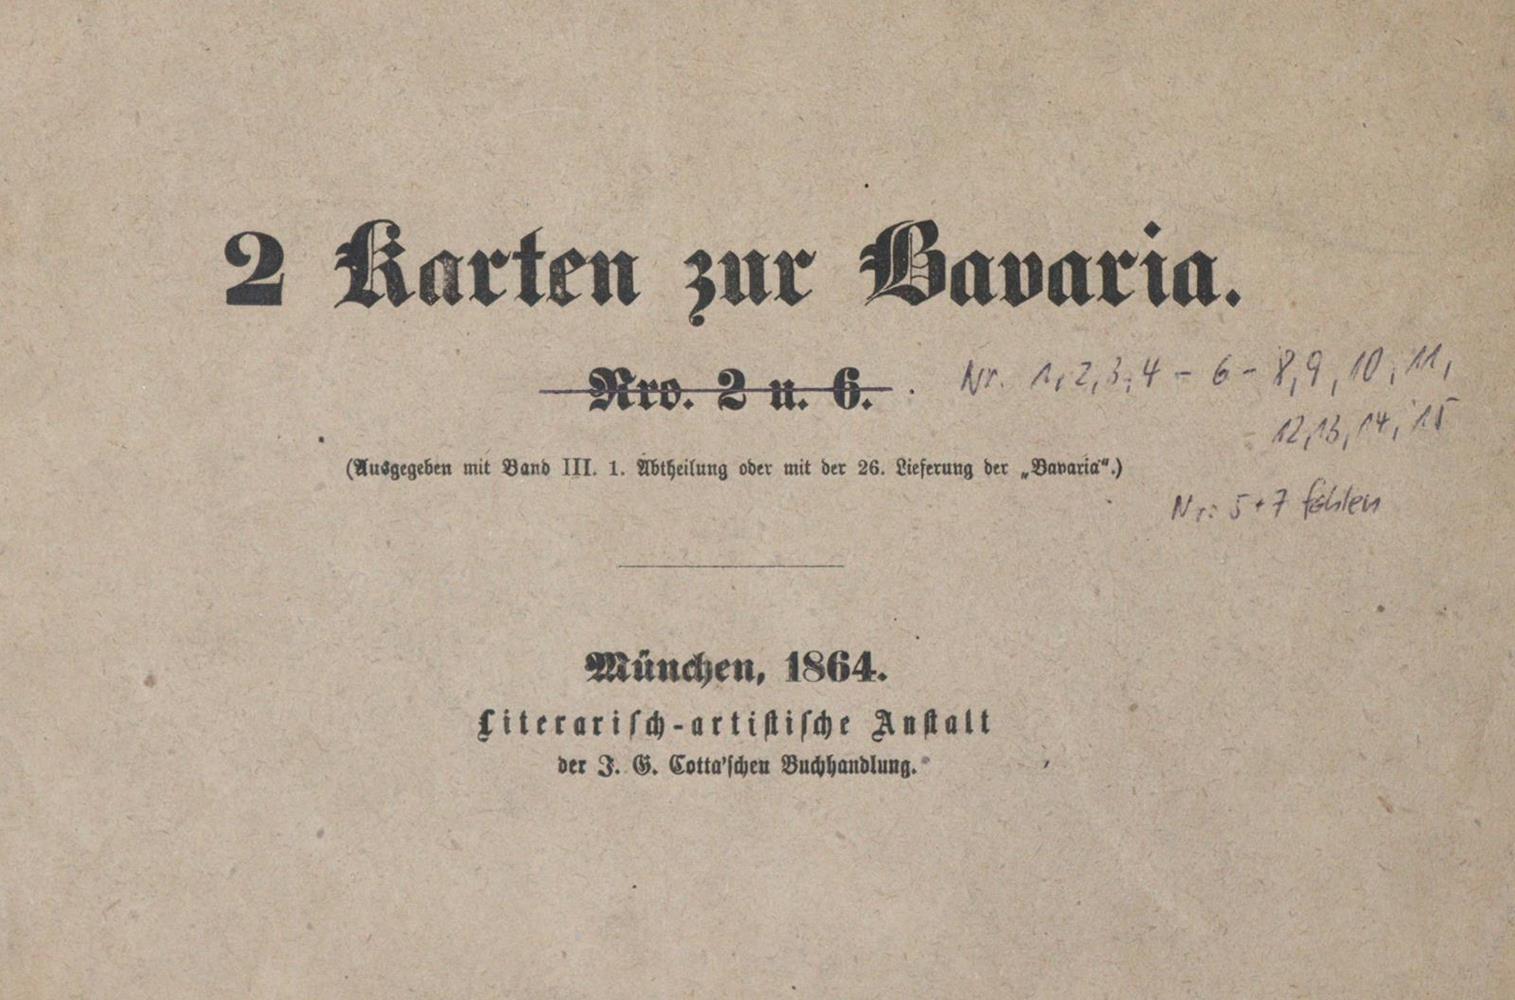 2 Karten zur Bavaria.
Nro. 2 u. 6.
Nr. 1, 2, 3, 4 - 6 - 8, 9, 10, 11,
12, 13, 14, 15
(Ausgegeben mit Band III. 1. Abtheilung oder mit der 26. Lieferung der „Bavaria“.)
Nr: 5 + 7 fehlen
München, 1864.
Literarisch-artistische Anstalt
der J. G. Cotta'schen Buchhandlung.